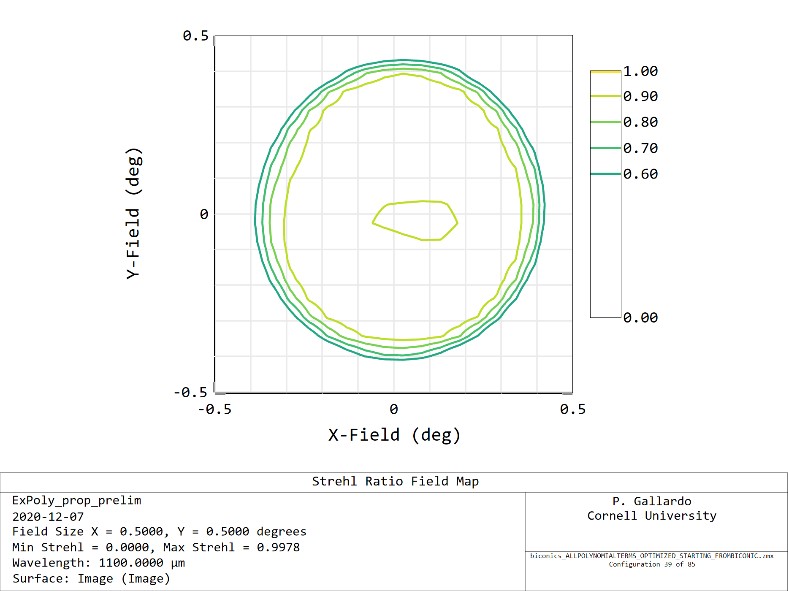 0.5
0
-0.5
Y-Field (deg)
-0.5
0
0.5
X-Field (deg)
1.00
0.90
0.80
0.70
0.60
0.00
Strehl Ratio Field Map
ExPoly_prop_prelim
2020-12-07
Field Size X = 0.5000, Y = 0.5000 degrees
Min Strehl = 0.0000, Max Strehl = 0.9978
Wavelength: 1100.0000 µm
Surface: Image (Image)
P. Gallardo
Cornell University
biconics_ALLPOLYNOMIALTERMS_OPTIMIZED_STARTING_FROMBICONIC.zmx
Configuration 39 of 85